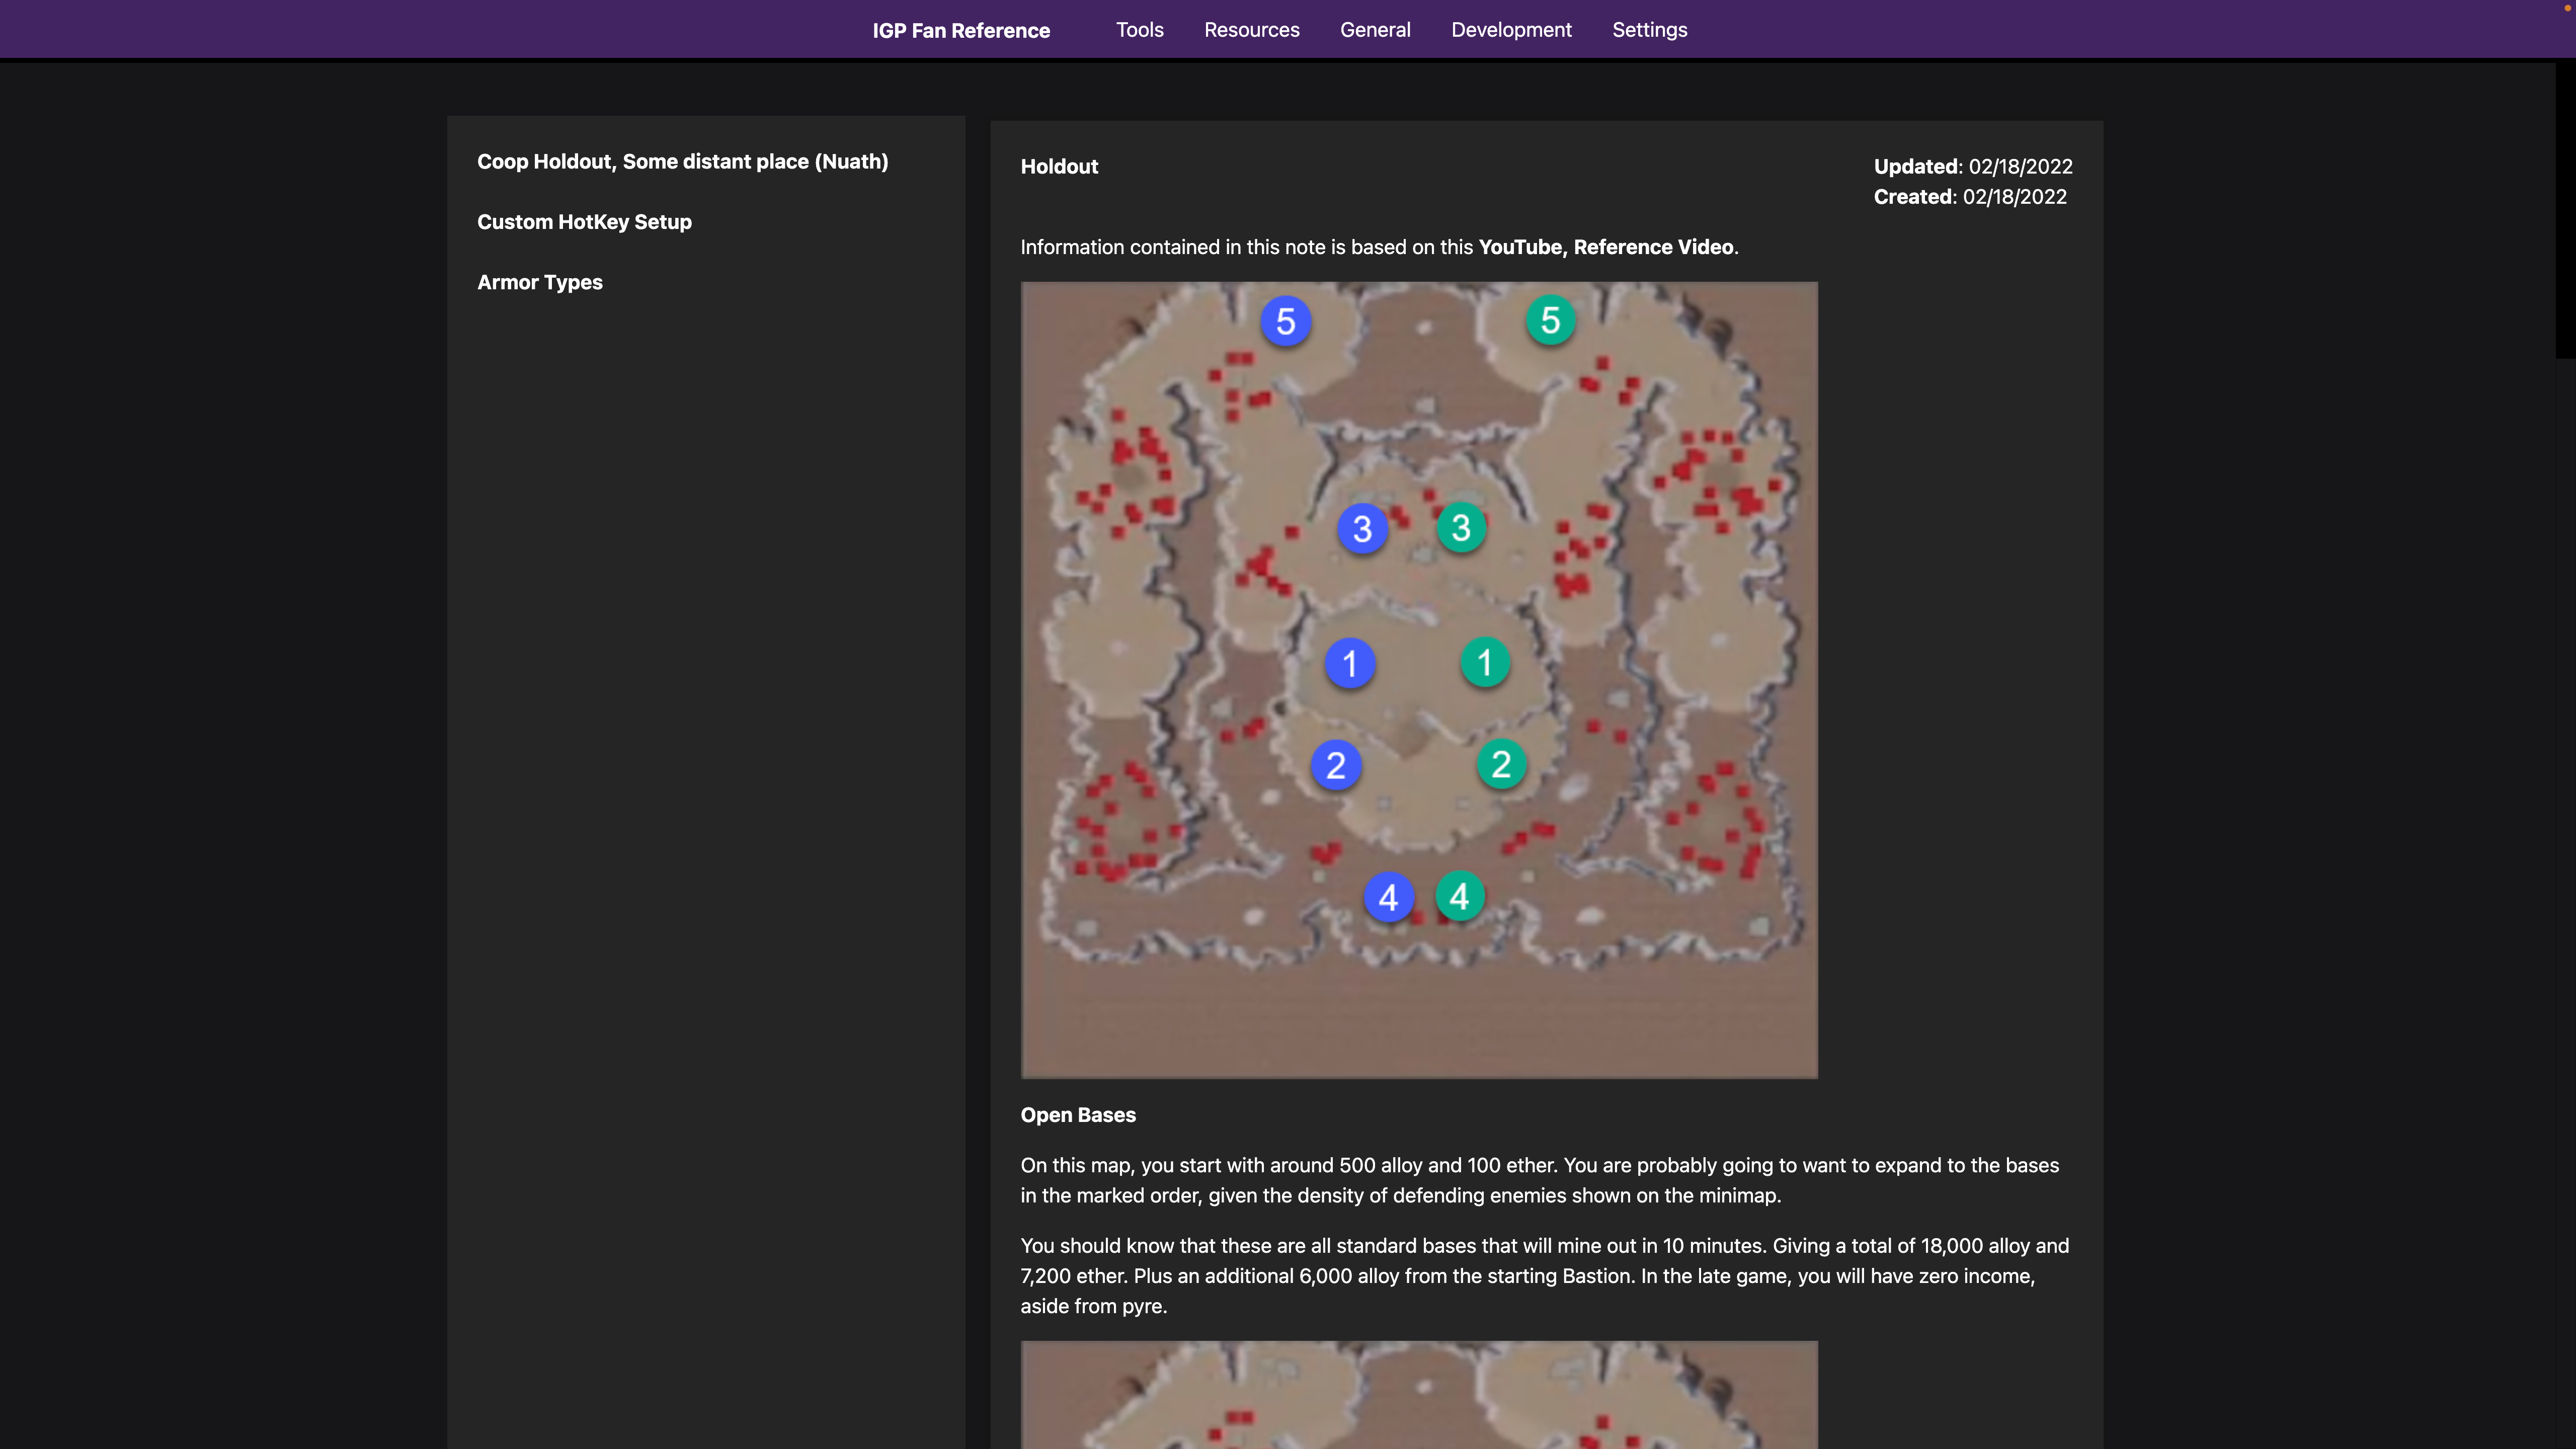 IGP Fan Reference
Tools
Resources
General
Development
Settings
Coop Holdout, Some distant place (Nuath)
Custom HotKey Setup
Armor Types
Holdout
Updated: 02/18/2022
Created: 02/18/2022
Information contained in this note is based on this YouTube, Reference Video.
5
5
3
3
1
1
2
2
4
4
Open Bases
On this map, you start with around 500 alloy and 100 ether. You are probably going to want to expand to the bases
in the marked order, given the density of defending enemies shown on the minimap.
You should know that these are all standard bases that will mine out in 10 minutes. Giving a total of 18,000 alloy and
7,200 ether. Plus an additional 6,000 alloy from the starting Bastion. In the late game, you will have zero income,
aside from pyre.